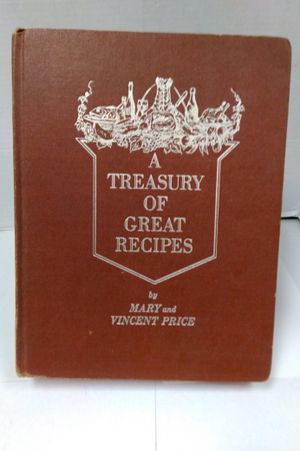 A
TREASURY
OF
GREAT
RECIPES
by
MARY and
VINCENT PRICE